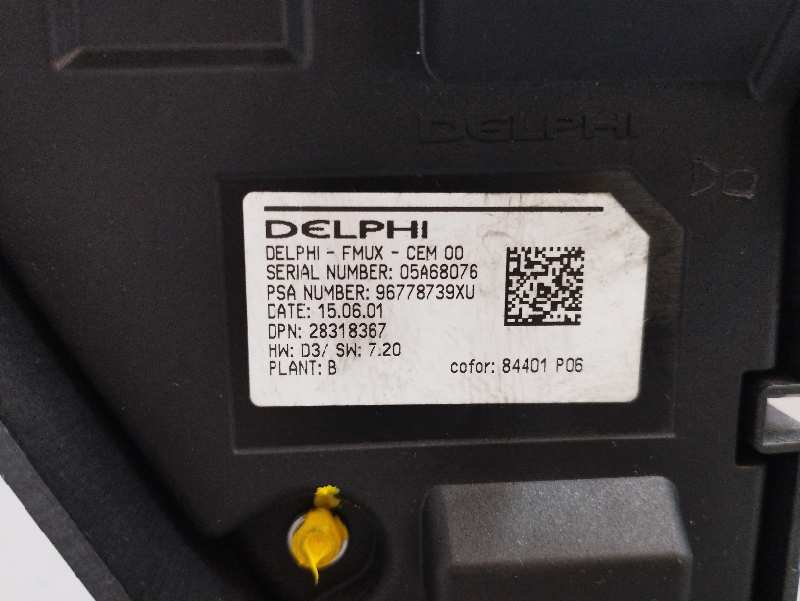 DELPHI
DELPHI
DELPHI - FMUX - CEM 00
SERIAL NUMBER: 05A68076
PSA NUMBER: 96778739XU
DATE: 15.06.01
DPN: 28318367
HW: D3/ SW: 7.20
PLANT: B cofor: 84401 P06